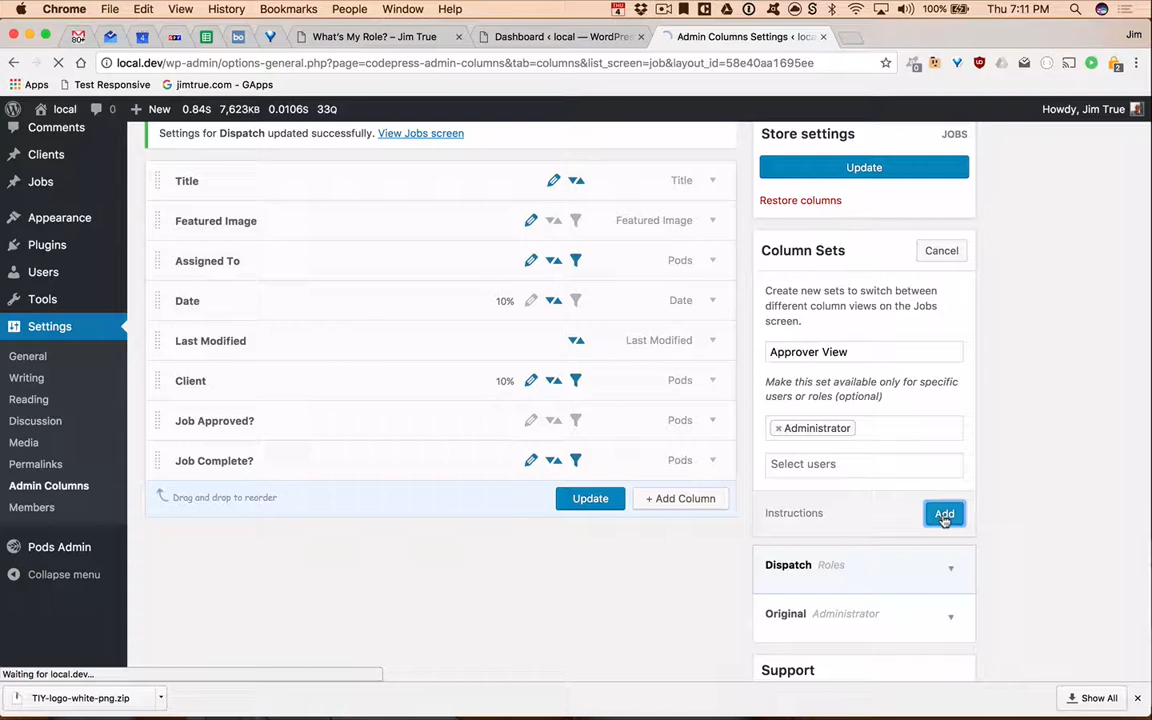 Chrome File Edit View History Bookmarks People Window Help THU 4 100% Thu 7:11 PM
80+ 4 bo What's My Role? – Jim True × Dashboard ‹ local — WordPre × Admin Columns Settings ‹ loca × Jim
local.dev/wp-admin/options-general.php?page=codepress-admin-columns&tab=columns&list_screen=job&layout_id=58e40aa1695ee
Apps Test Responsive jimtrue.com - GApps
local 0 + New 0.84S 7,623KB 0.0106S 33Q Howdy, Jim True
Comments
Clients
Jobs
Appearance
Plugins
Users
Tools
Settings
General
Writing
Reading
Discussion
Media
Permalinks
Admin Columns
Members
Pods Admin
Collapse menu
Settings for Dispatch updated successfully. View Jobs screen
Title Title
Featured Image Featured Image
Assigned To Pods
Date 10% Date
Last Modified Last Modified
Client 10% Pods
Job Approved? Pods
Job Complete? Pods
Drag and drop to reorder Update + Add Column
Store settings JOBS
Update
Restore columns
Column Sets Cancel
Create new sets to switch between
different column views on the Jobs
screen.
Approver View
Make this set available only for specific
users or roles (optional)
× Administrator
Select users
Instructions Add
Dispatch Roles
Original Administrator
Support
Waiting for local.dev...
TIY-logo-white-png.zip Show All ×